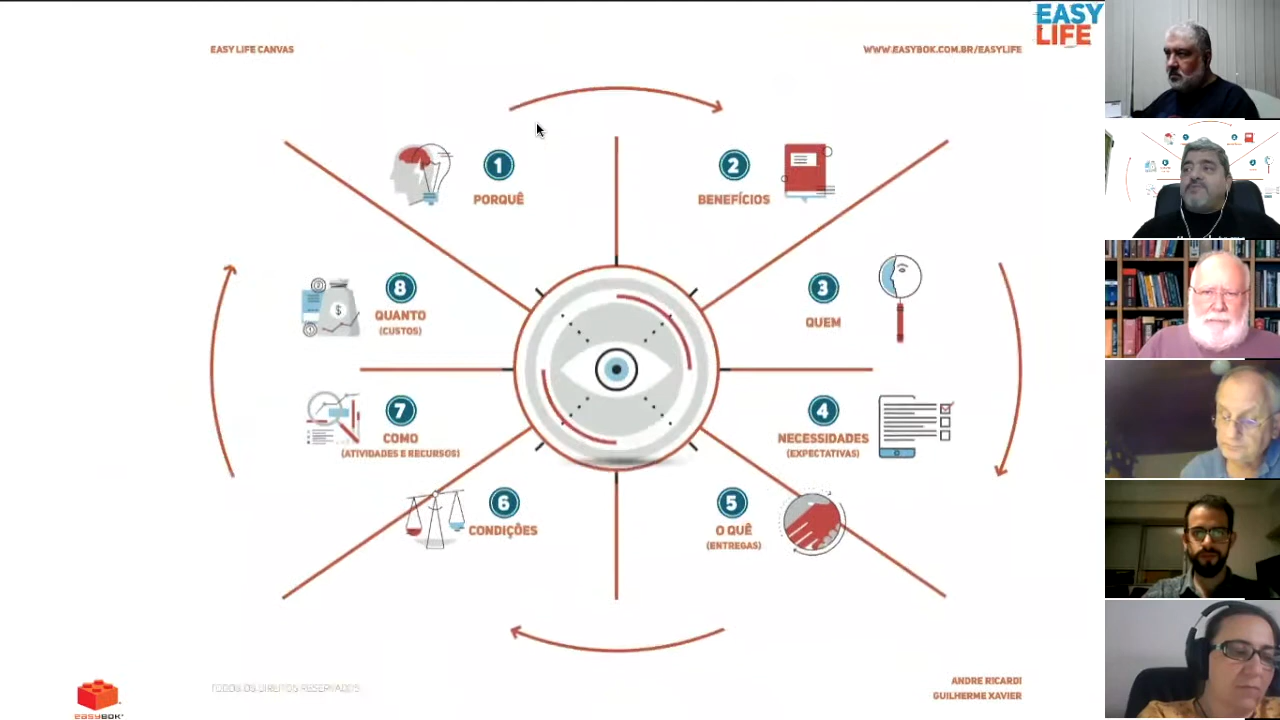 EASY LIFE CANVAS
WWW.EASYBOK.COM.BR/EASYLIFE
EASY
LIFE
1
PORQUÊ
2
BENEFÍCIOS
3
QUEM
4
NECESSIDADES
(EXPECTATIVAS)
5
O QUÊ
(ENTREGAS)
6
CONDIÇÕES
7
COMO
(ATIVIDADES E RECURSOS)
8
QUANTO
(CUSTOS)
$
TODOS OS DIREITOS RESERVADOS
ANDRE RICARDI
GUILHERME XAVIER
easyBOK